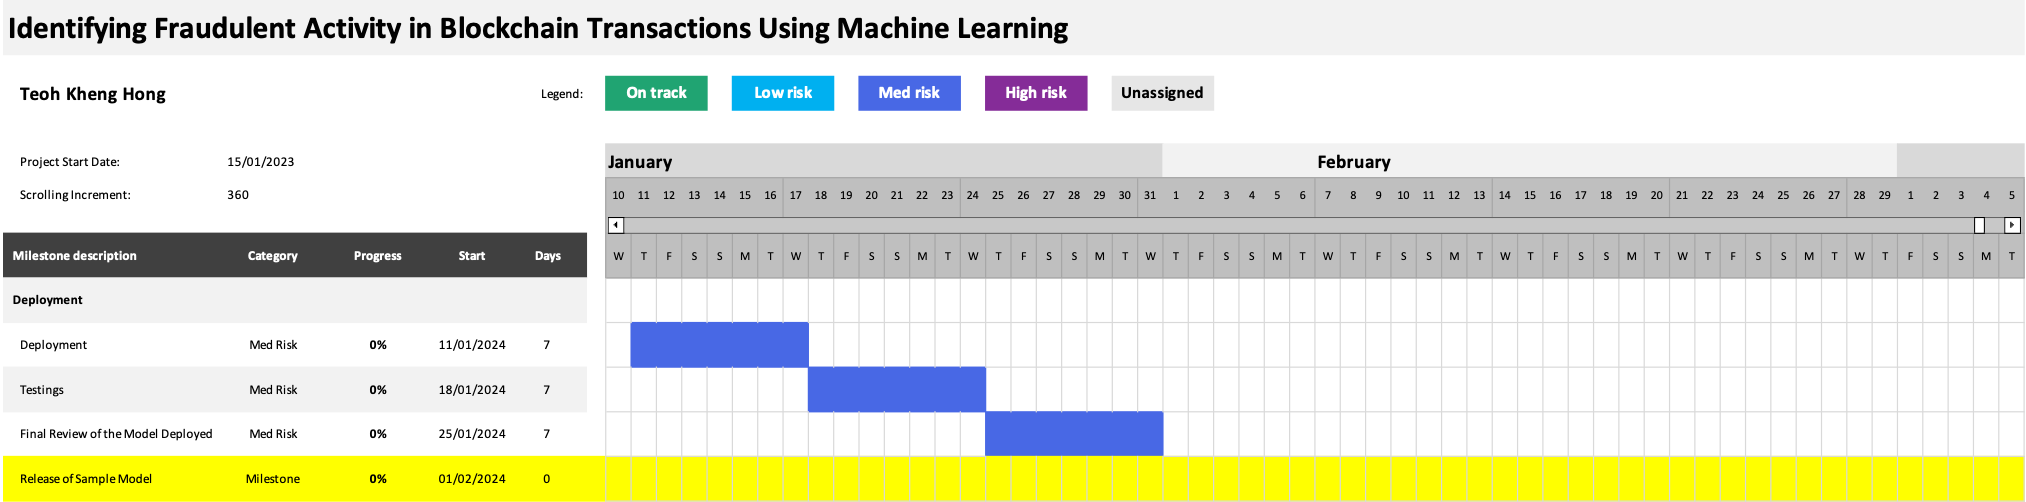 Identifying Fraudulent Activity in Blockchain Transactions Using Machine Learning
Teoh Kheng Hong
Legend: On track Low risk Med risk High risk Unassigned
Project Start Date: 15/01/2023
January February
Scrolling Increment: 360
10 11 12 13 14 15 16 17 18 19 20 21 22 23 24 25 26 27 28 29 30 31 1 2 3 4 5 6 7 8 9 10 11 12 13 14 15 16 17 18 19 20 21 22 23 24 25 26 27 28 29 1 2 3 4 5
Milestone description Category Progress Start Days
W T F S S M T W T F S S M T W T F S S M T W T F S S M T W T F S S M T W T F S S M T W T F S S M T W T F S S M T
Deployment
Deployment Med Risk 0% 11/01/2024 7
Testings Med Risk 0% 18/01/2024 7
Final Review of the Model Deployed Med Risk 0% 25/01/2024 7
Release of Sample Model Milestone 0% 01/02/2024 0